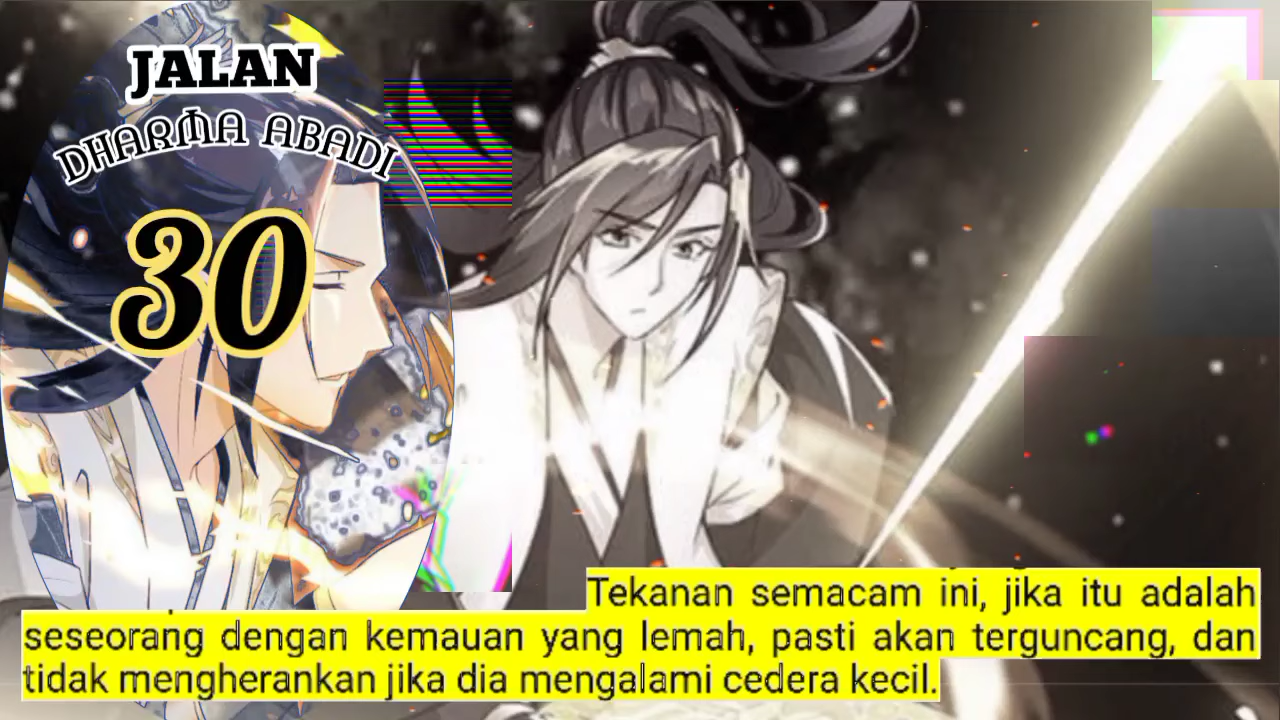 JALAN
DHARMA ABADI
30
Tekanan semacam ini, jika itu adalah
seseorang dengan kemauan yang lemah, pasti akan terguncang, dan
tidak mengherankan jika dia mengalami cedera kecil.